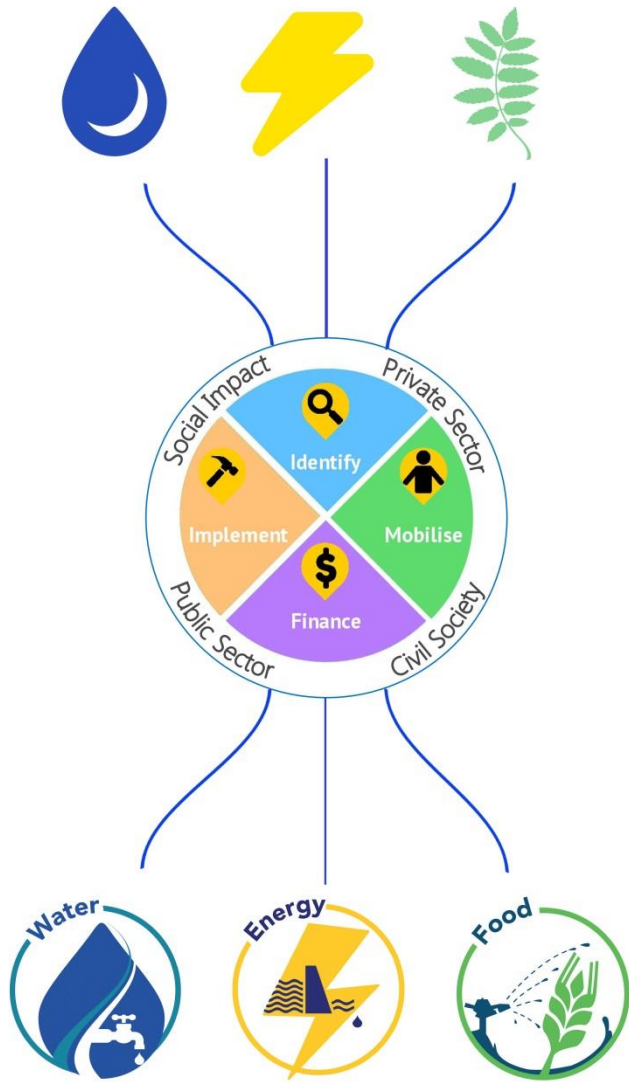 Social Impact
Private Sector
Identify
Implement
Mobilise
$
Finance
Public Sector
Civil Society
Water
Energy
Food